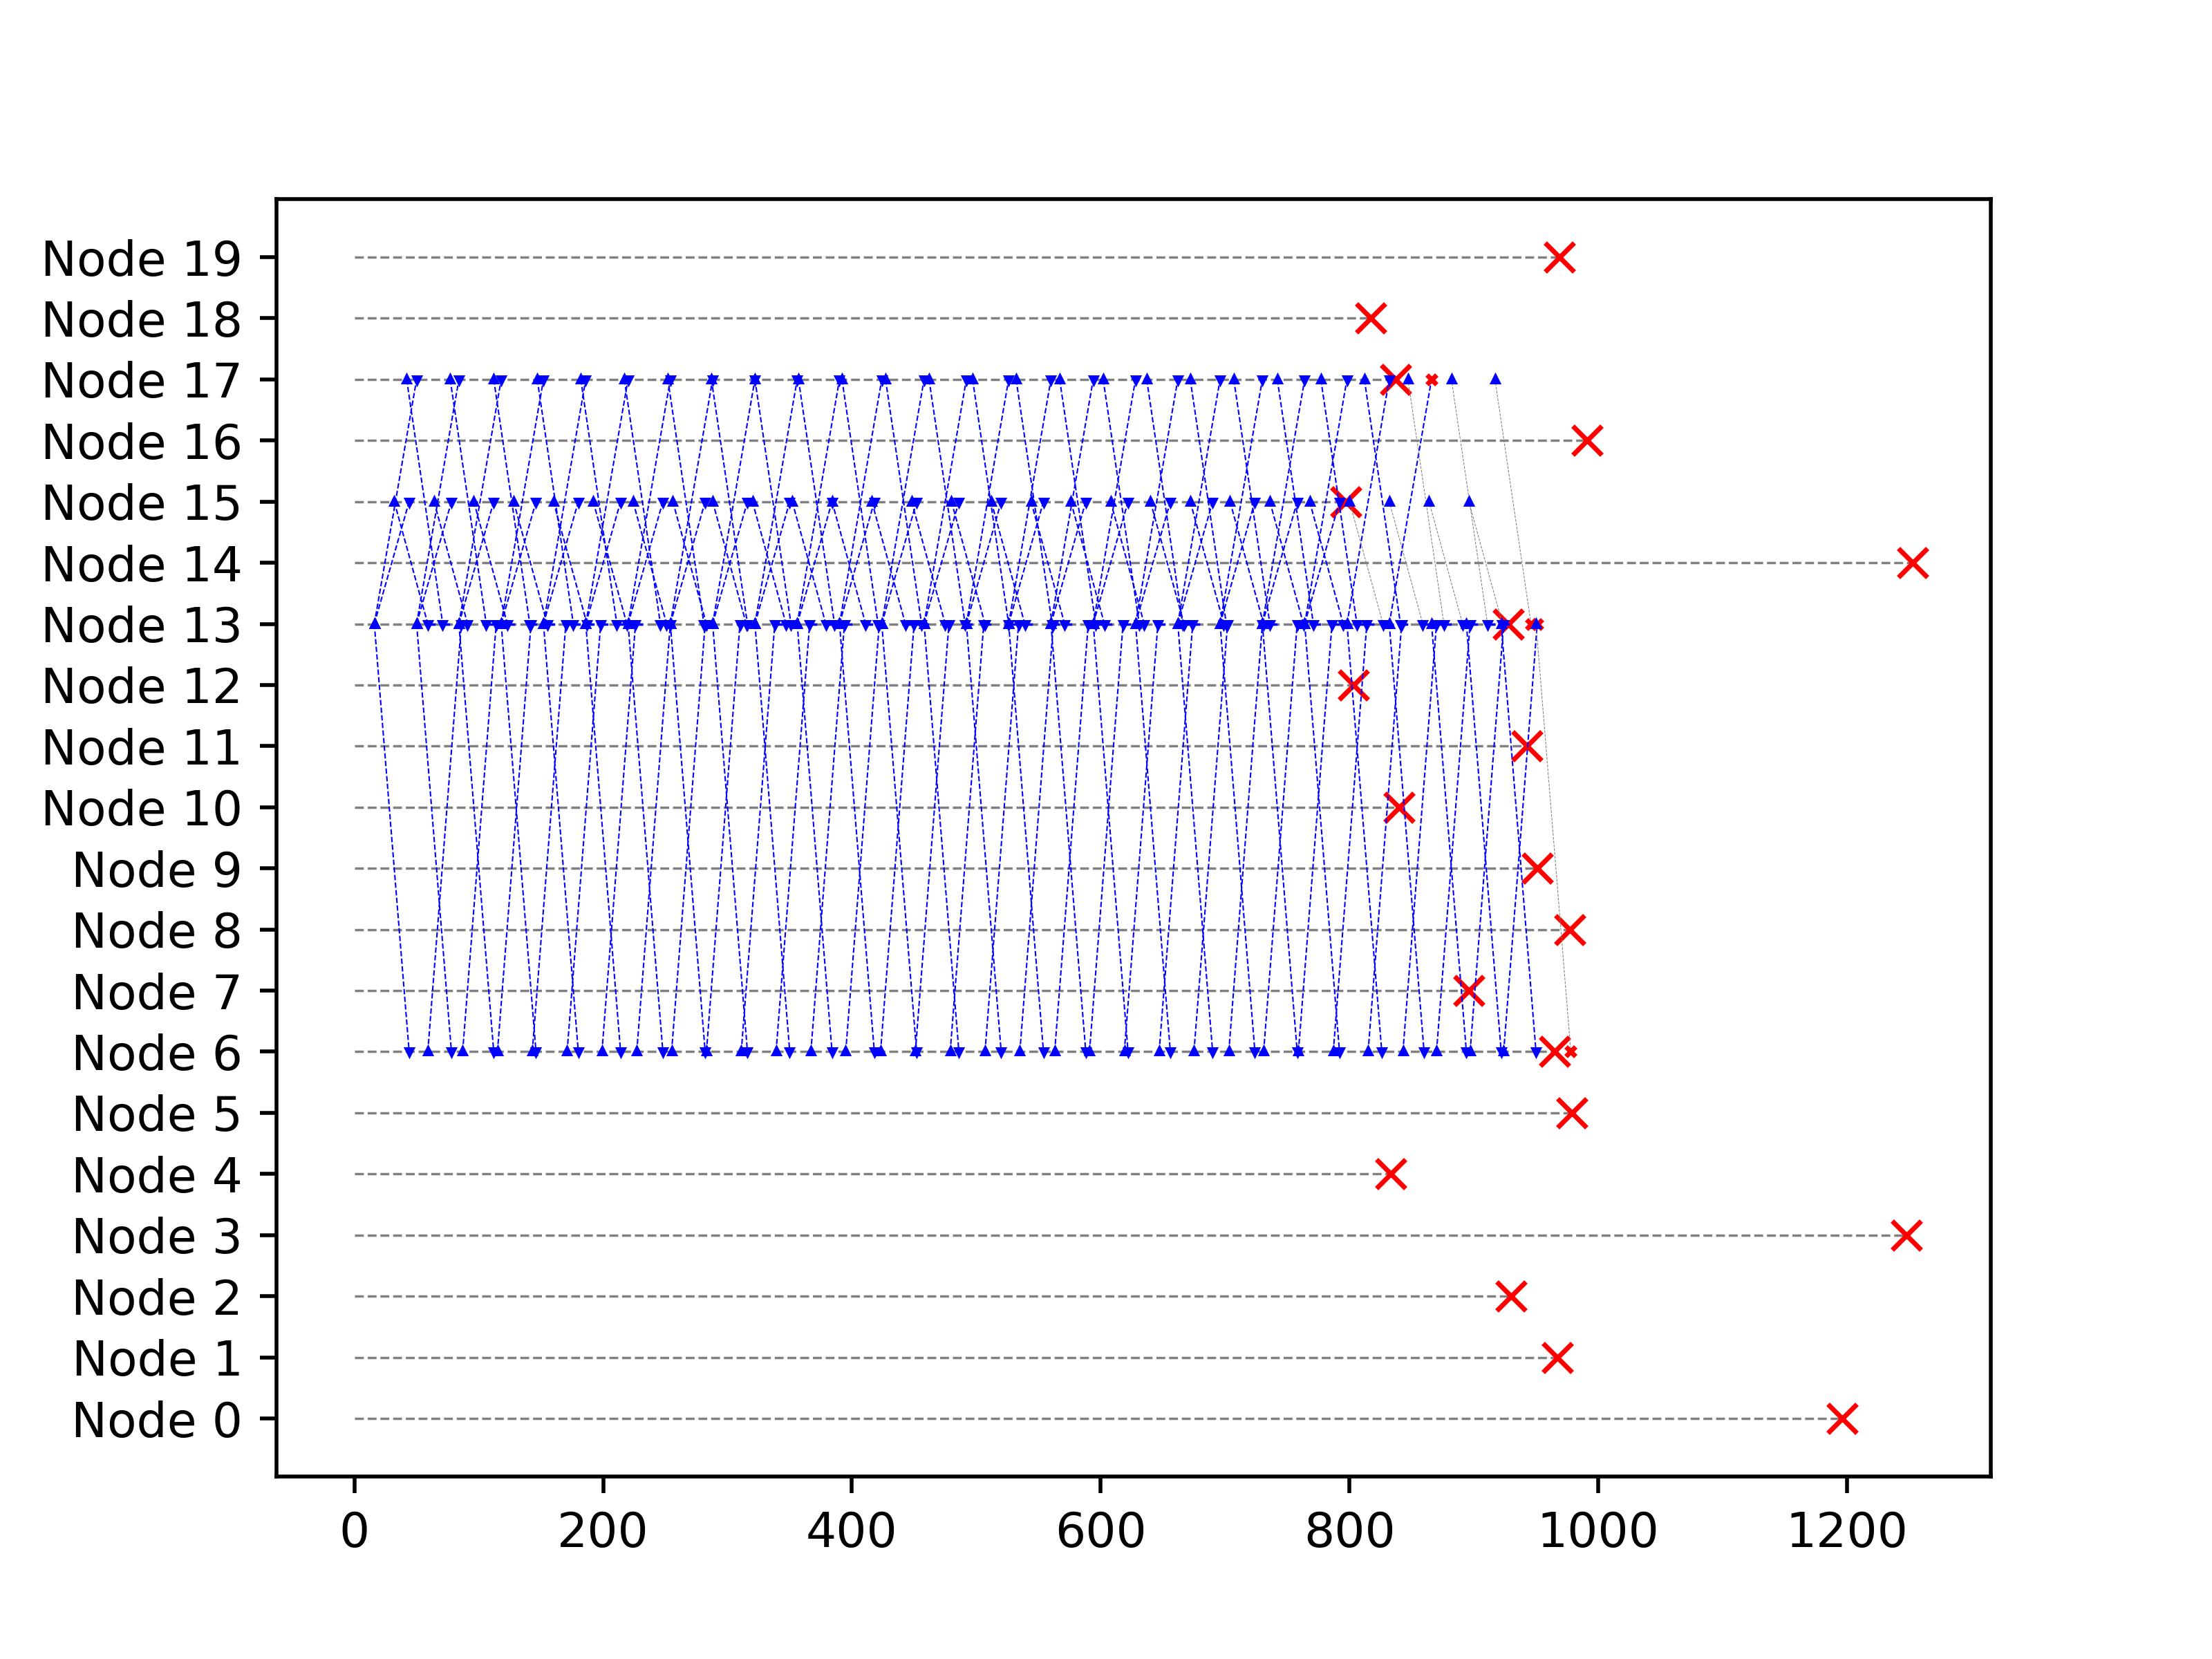 Node 19
Node 18
Node 17
Node 16
Node 15
Node 14
Node 13
Node 12
Node 11
Node 10
Node 9
Node 8
Node 7
Node 6
Node 5
Node 4
Node 3
Node 2
Node 1
Node 0
0 200 400 600 800 1000 1200